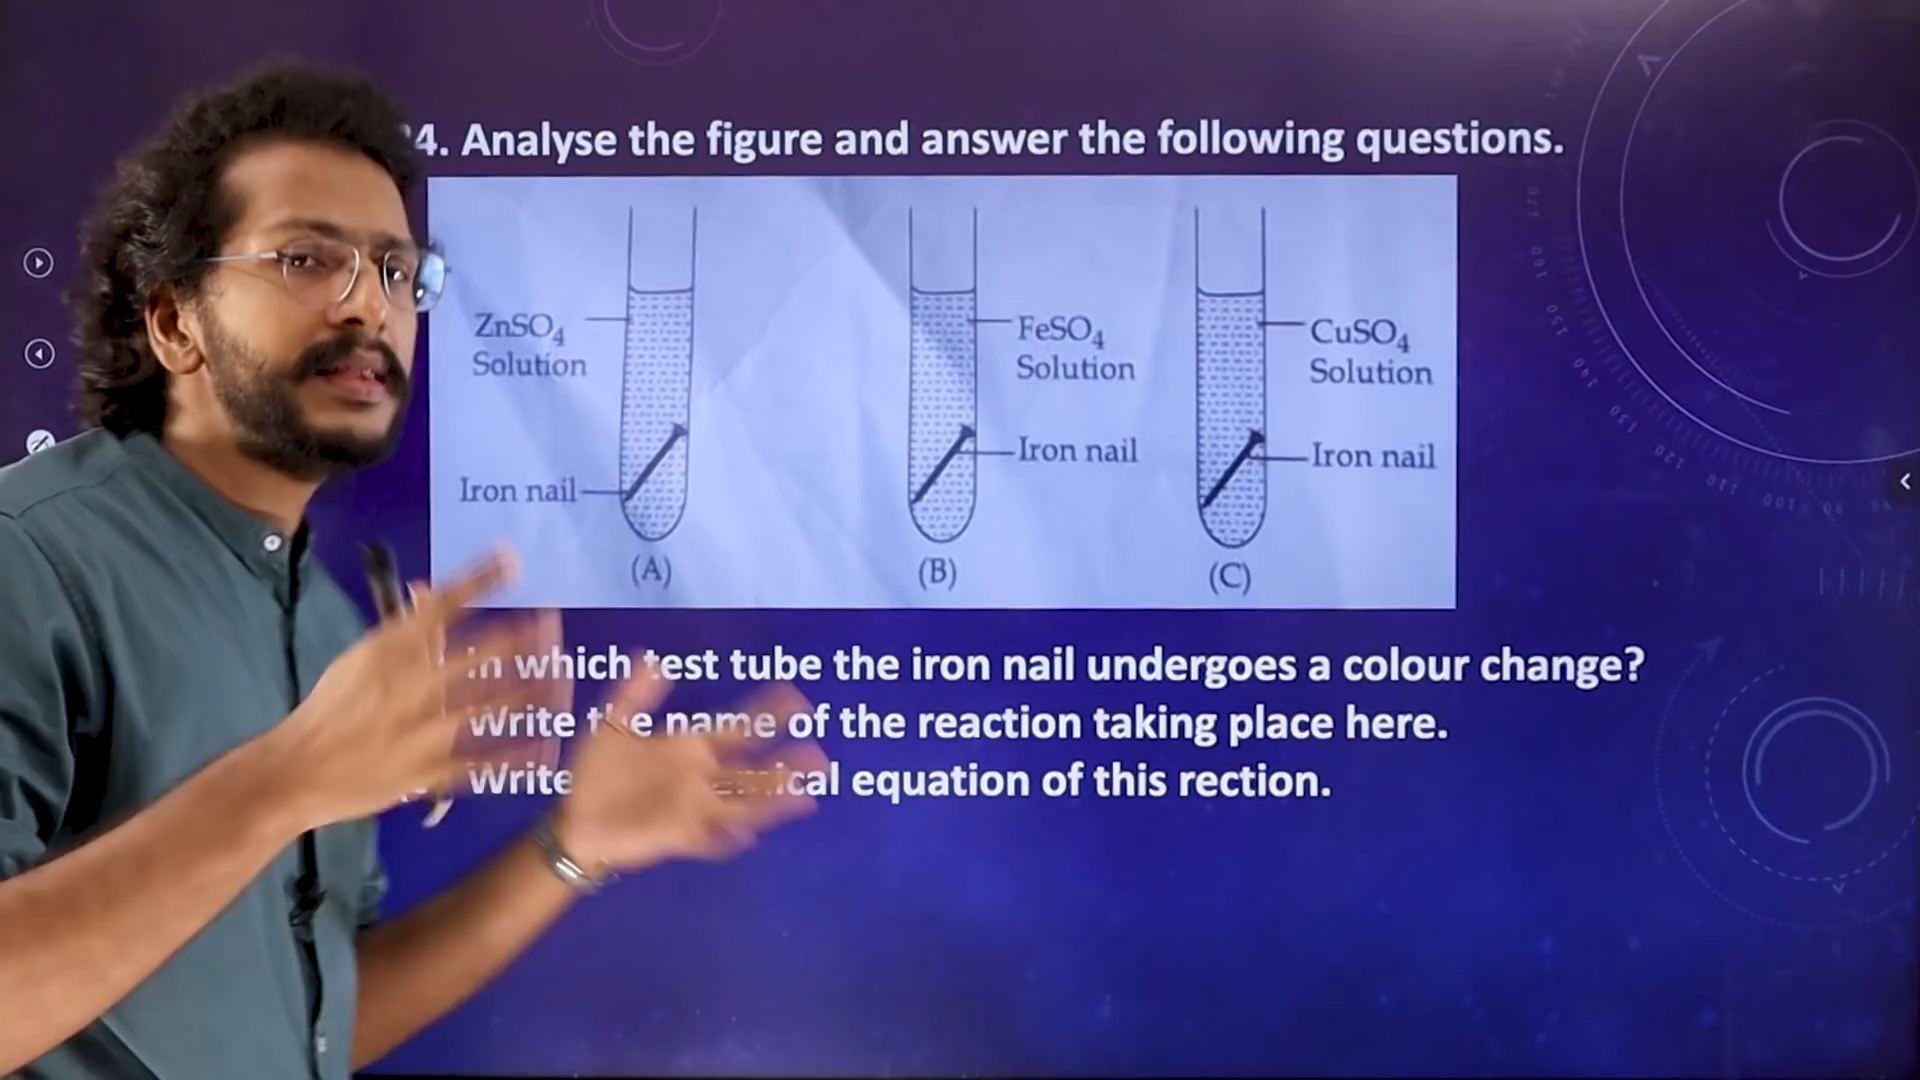 4. Analyse the figure and answer the following questions.
ZnSO4
Solution
Iron nail
(A)
FeSO4
Solution
Iron nail
(B)
CuSO4
Solution
Iron nail
(C)
which test tube the iron nail undergoes a colour change?
Write the name of the reaction taking place here.
Write equation of this rection.